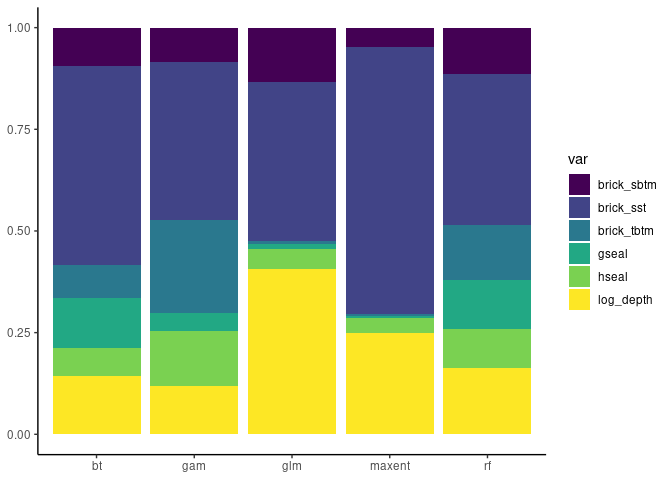 1.00
0.75
0.50
0.25
0.00
bt gam glm maxent rf
var
brick_sbtm
brick_sst
brick_tbtm
gseal
hseal
log_depth